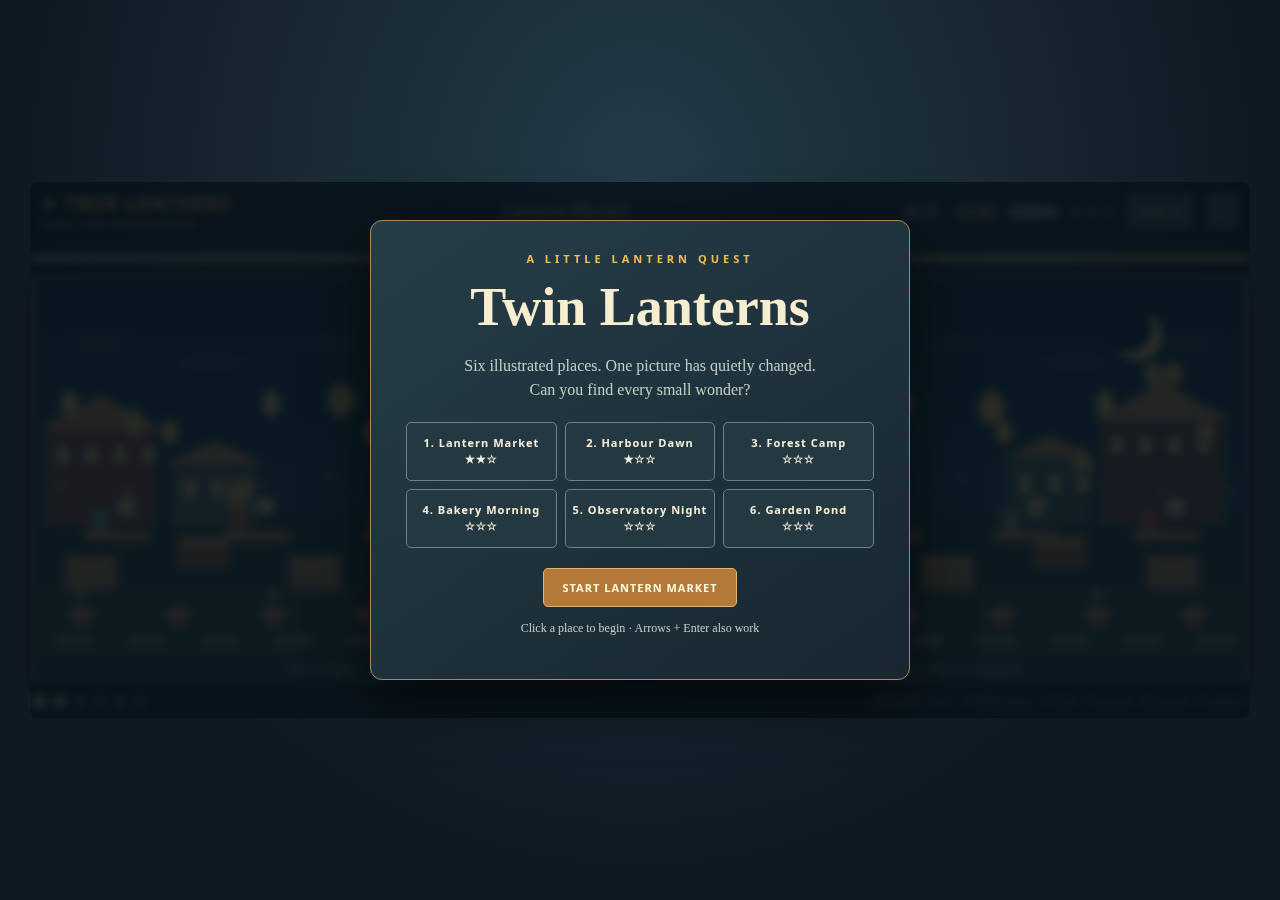 A LITTLE LANTERN QUEST
Twin Lanterns
Six illustrated places. One picture has quietly changed.
Can you find every small wonder?
1. Lantern Market
★★☆
2. Harbour Dawn
★☆☆
3. Forest Camp
☆☆☆
4. Bakery Morning
☆☆☆
5. Observatory Night
☆☆☆
6. Garden Pond
☆☆☆
START LANTERN MARKET
Click a place to begin · Arrows + Enter also work